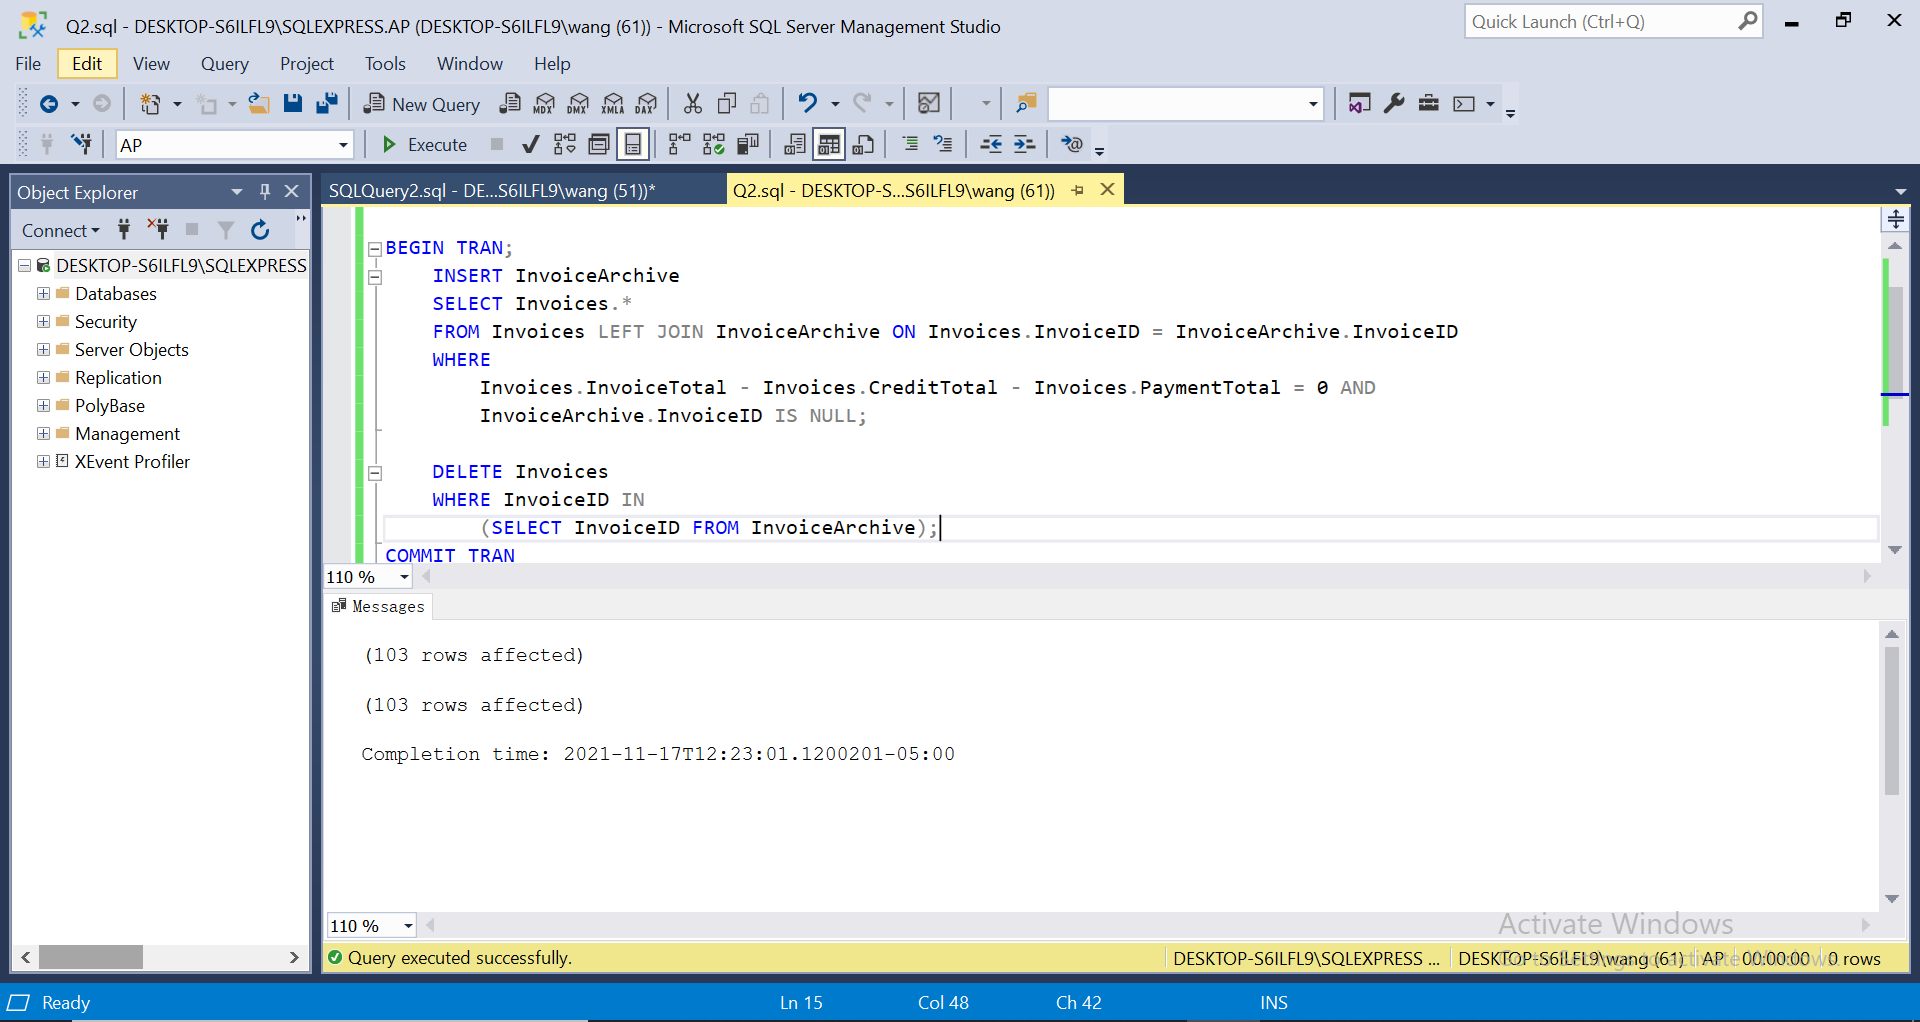 Q2.sql - DESKTOP-S6ILFL9\SQLEXPRESS.AP (DESKTOP-S6ILFL9\wang (61)) - Microsoft SQL Server Management Studio
Quick Launch (Ctrl+Q)
File Edit View Query Project Tools Window Help
New Query MDX DMX XMLA DAX
AP Execute
Object Explorer
SQLQuery2.sql - DE...S6ILFL9\wang (51))*
Q2.sql - DESKTOP-S...S6ILFL9\wang (61))
Connect
DESKTOP-S6ILFL9\SQLEXPRESS
Databases
Security
Server Objects
Replication
PolyBase
Management
XEvent Profiler
BEGIN TRAN;
INSERT InvoiceArchive
SELECT Invoices.*
FROM Invoices LEFT JOIN InvoiceArchive ON Invoices.InvoiceID = InvoiceArchive.InvoiceID
WHERE
Invoices.InvoiceTotal - Invoices.CreditTotal - Invoices.PaymentTotal = 0 AND
InvoiceArchive.InvoiceID IS NULL;
DELETE Invoices
WHERE InvoiceID IN
(SELECT InvoiceID FROM InvoiceArchive);
COMMIT TRAN
110 %
Messages
(103 rows affected)
(103 rows affected)
Completion time: 2021-11-17T12:23:01.1200201-05:00
110 %
Activate Windows
Query executed successfully.
DESKTOP-S6ILFL9\SQLEXPRESS ...
DESKTOP-S6ILFL9\wang (61)
AP
00:00:00
0 rows
Ready
Ln 15
Col 48
Ch 42
INS